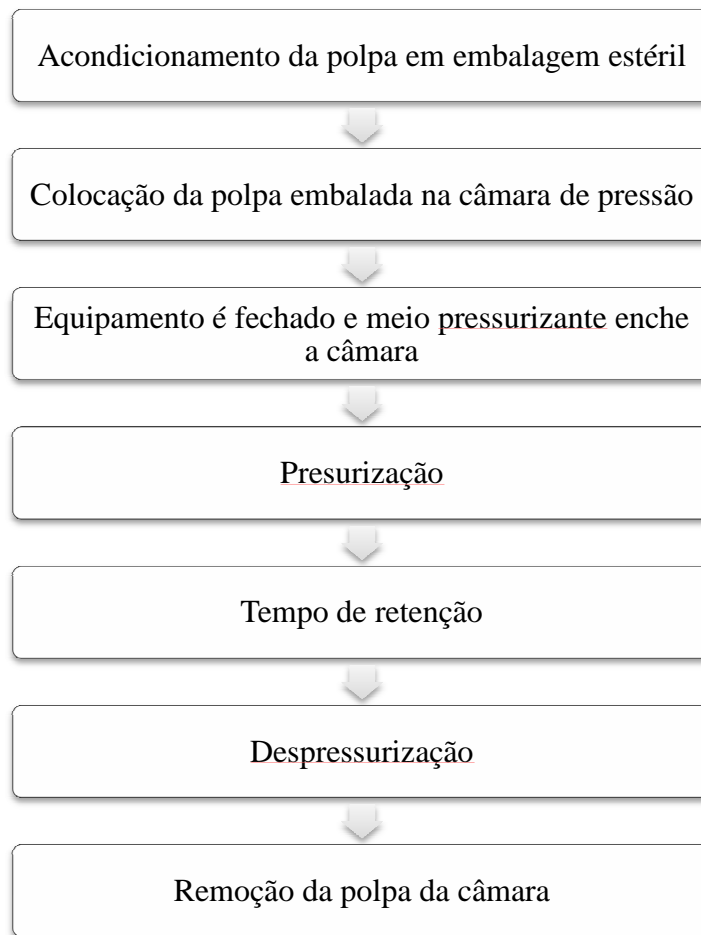 Acondicionamento da polpa em embalagem estéril
Colocação da polpa embalada na câmara de pressão
Equipamento é fechado e meio pressurizante enche
a câmara
Presurização
Tempo de retenção
Despressurização
Remoção da polpa da câmara